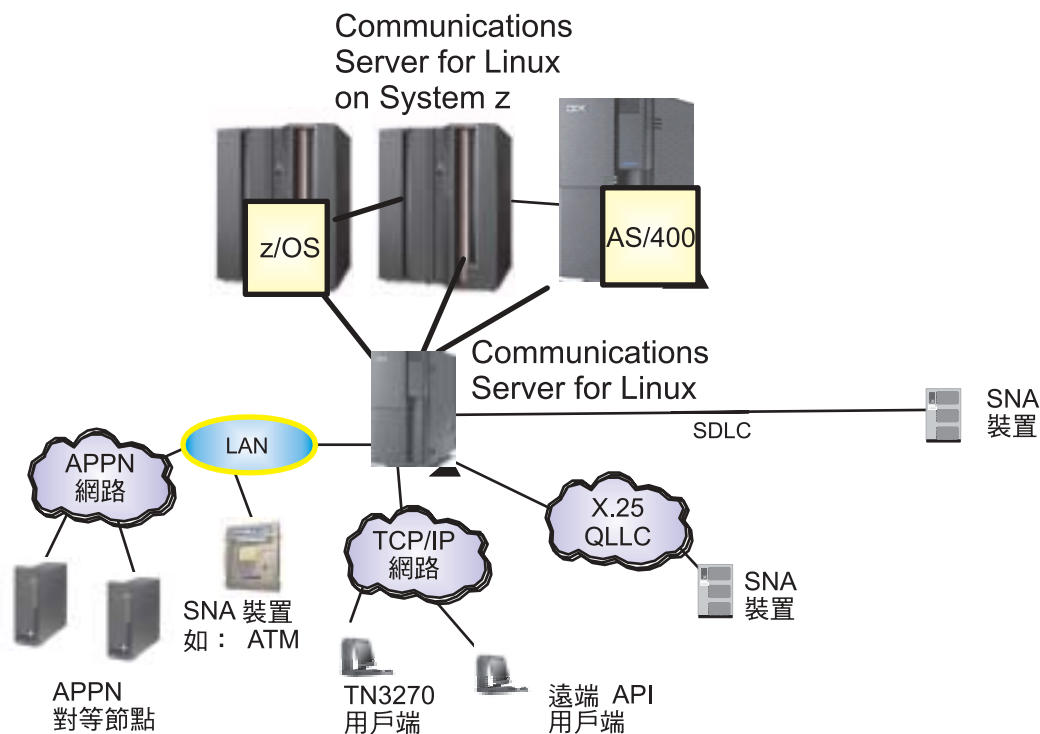 Communications
Server for Linux
on System z
z/OS
AS/400
Communications
Server for Linux
SDLC
SNA
裝置
LAN
APPN
網路
X.25
QLLC
TCP/IP
網路
SNA
裝置
SNA 裝置
如： ATM
APPN
對等節點
TN3270
用戶端
遠端 API
用戶端